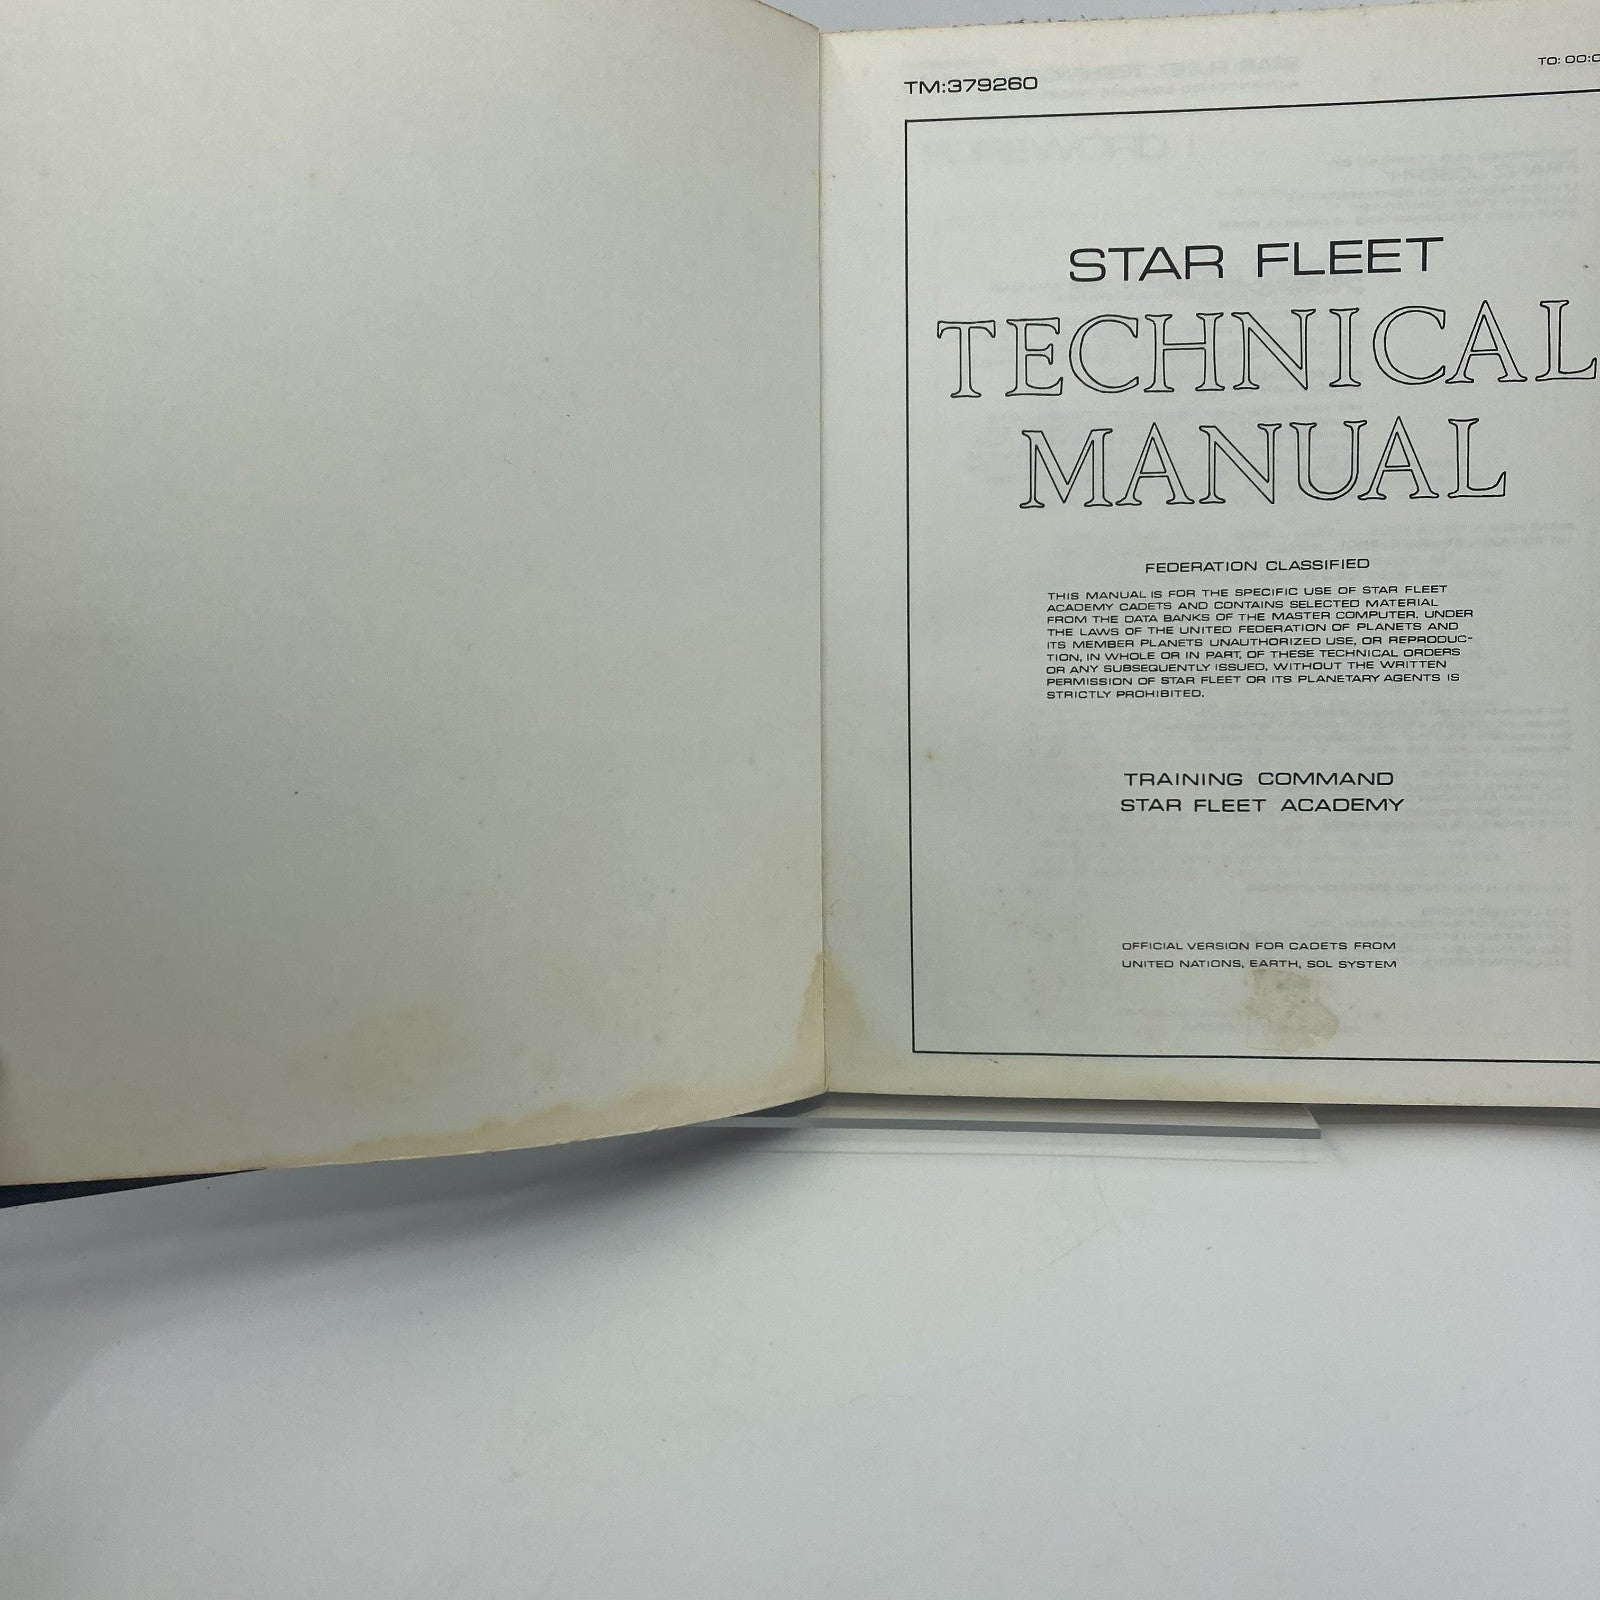 TM:379260
TO: 00:0
STAR FLEET
TECHNICAL
MANUAL
FEDERATION CLASSIFIED
THIS MANUAL IS FOR THE SPECIFIC USE OF STAR FLEET
ACADEMY CADETS AND CONTAINS SELECTED MATERIAL
FROM THE DATA BANKS OF THE MASTER COMPUTER. UNDER
THE LAWS OF THE UNITED FEDERATION OF PLANETS AND
ITS MEMBER PLANETS UNAUTHORIZED USE, OR REPRODUC-
TION, IN WHOLE OR IN PART, OF THESE TECHNICAL ORDERS
OR ANY SUBSEQUENTLY ISSUED, WITHOUT THE WRITTEN
PERMISSION OF STAR FLEET OR ITS PLANETARY AGENTS IS
STRICTLY PROHIBITED.
TRAINING COMMAND
STAR FLEET ACADEMY
OFFICIAL VERSION FOR CADETS FROM
UNITED NATIONS, EARTH, SOL SYSTEM